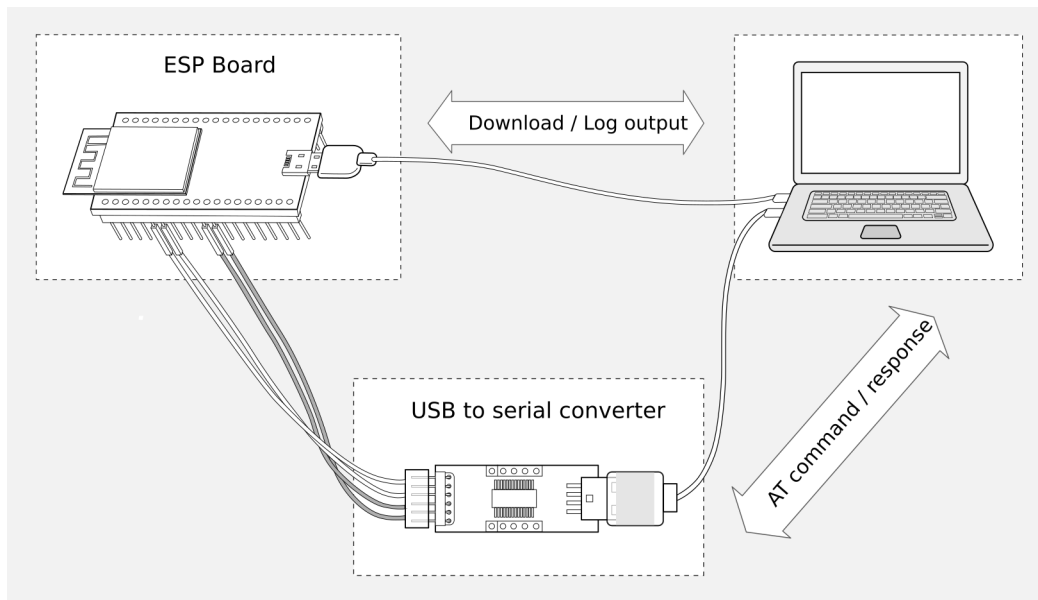 ESP Board
Download / Log output
USB to serial converter
AT command / response